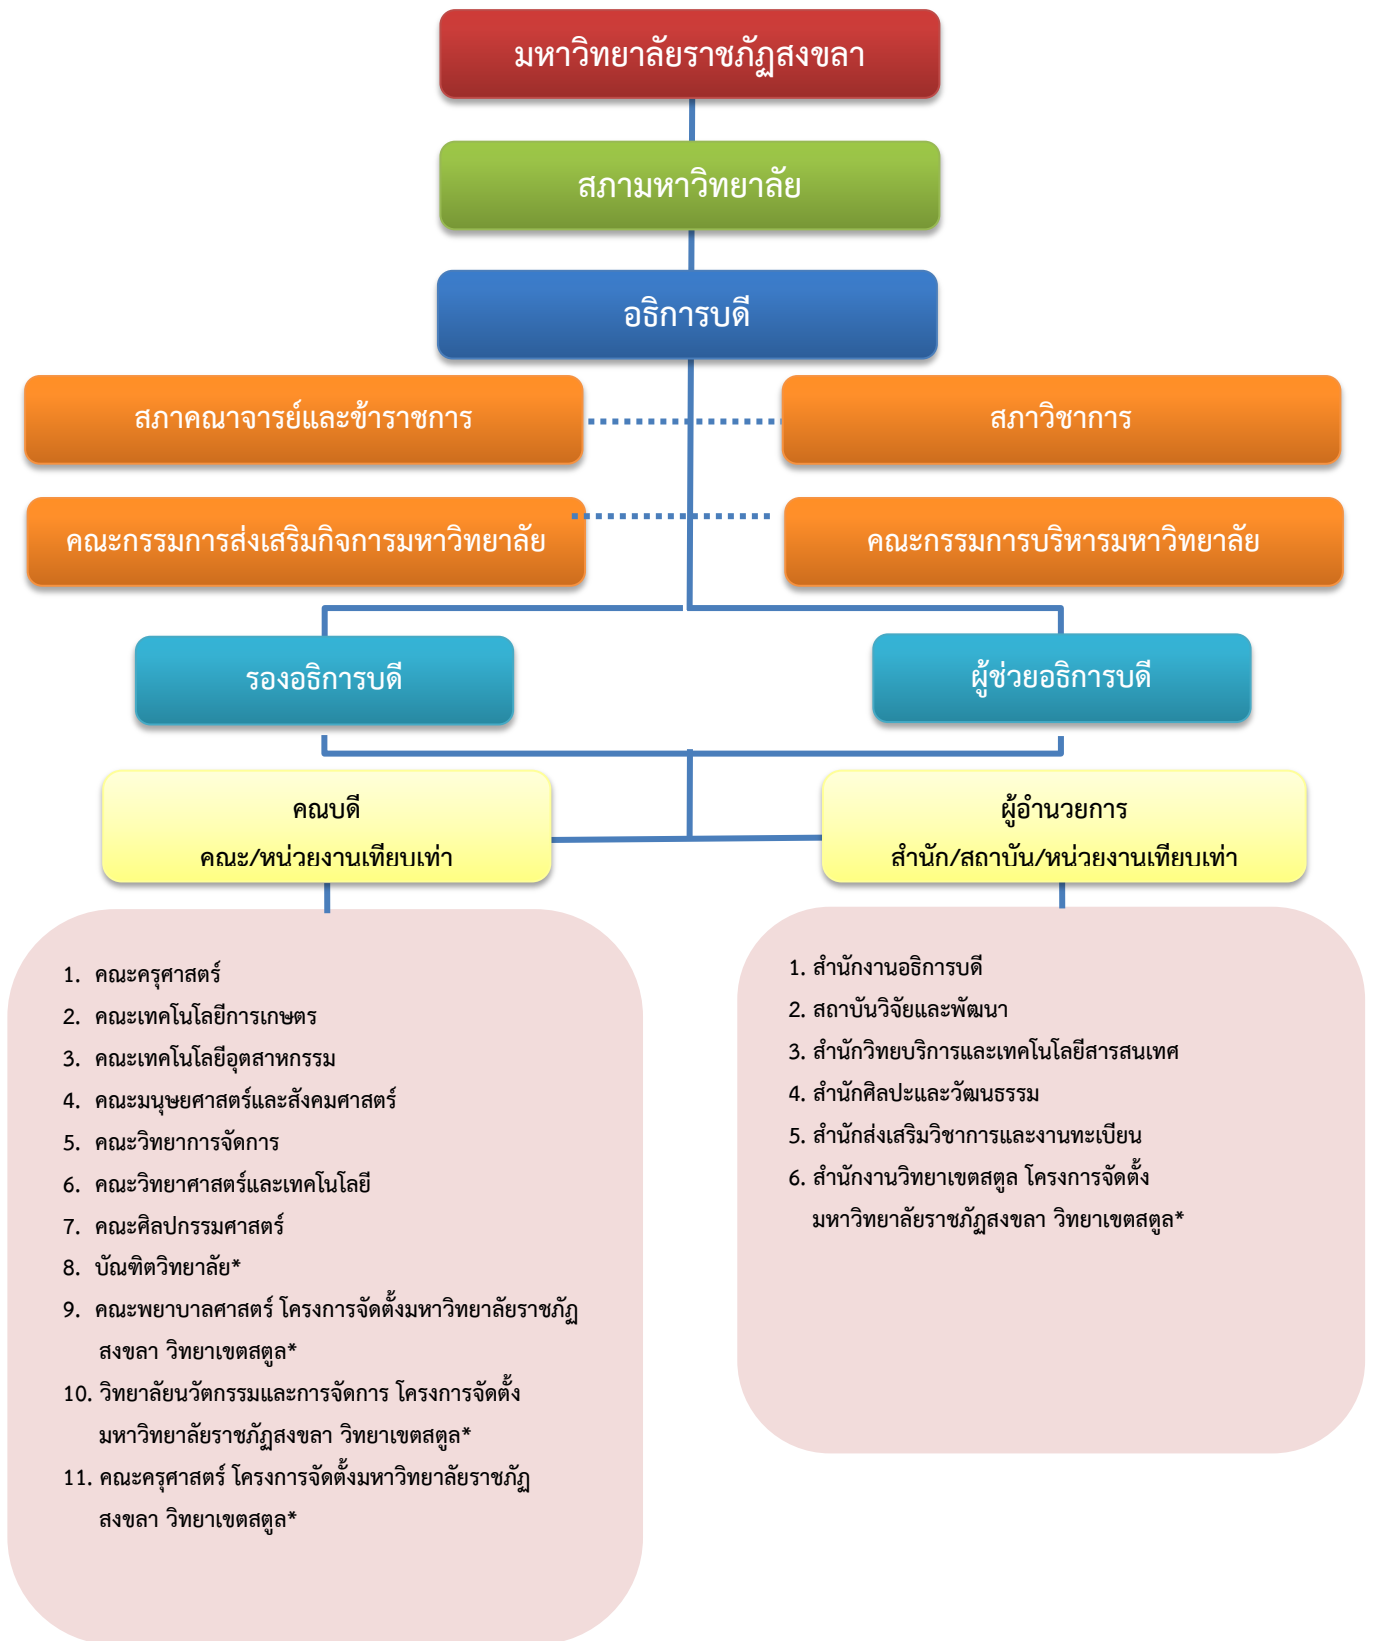 มหาวิทยาลัยราชภัฏสงขลา
สภามหาวิทยาลัย
อธิการบดี
สภาคณาจารย์และข้าราชการ
สภาวิชาการ
คณะกรรมการส่งเสริมกิจการมหาวิทยาลัย
คณะกรรมการบริหารมหาวิทยาลัย
รองอธิการบดี
ผู้ช่วยอธิการบดี
คณบดี
คณะ/หน่วยงานเทียบเท่า
ผู้อำนวยการ
สำนัก/สถาบัน/หน่วยงานเทียบเท่า
1. คณะครุศาสตร์
2. คณะเทคโนโลยีการเกษตร
3. คณะเทคโนโลยีอุตสาหกรรม
4. คณะมนุษยศาสตร์และสังคมศาสตร์
5. คณะวิทยาการจัดการ
6. คณะวิทยาศาสตร์และเทคโนโลยี
7. คณะศิลปกรรมศาสตร์
8. บัณฑิตวิทยาลัย*
9. คณะพยาบาลศาสตร์ โครงการจัดตั้งมหาวิทยาลัยราชภัฏ
สงขลา วิทยาเขตสตูล*
10. วิทยาลัยนวัตกรรมและการจัดการ โครงการจัดตั้ง
มหาวิทยาลัยราชภัฏสงขลา วิทยาเขตสตูล*
11. คณะครุศาสตร์ โครงการจัดตั้งมหาวิทยาลัยราชภัฏ
สงขลา วิทยาเขตสตูล*
1. สำนักงานอธิการบดี
2. สถาบันวิจัยและพัฒนา
3. สำนักวิทยบริการและเทคโนโลยีสารสนเทศ
4. สำนักศิลปะและวัฒนธรรม
5. สำนักส่งเสริมวิชาการและงานทะเบียน
6. สำนักงานวิทยาเขตสตูล โครงการจัดตั้ง
มหาวิทยาลัยราชภัฏสงขลา วิทยาเขตสตูล*